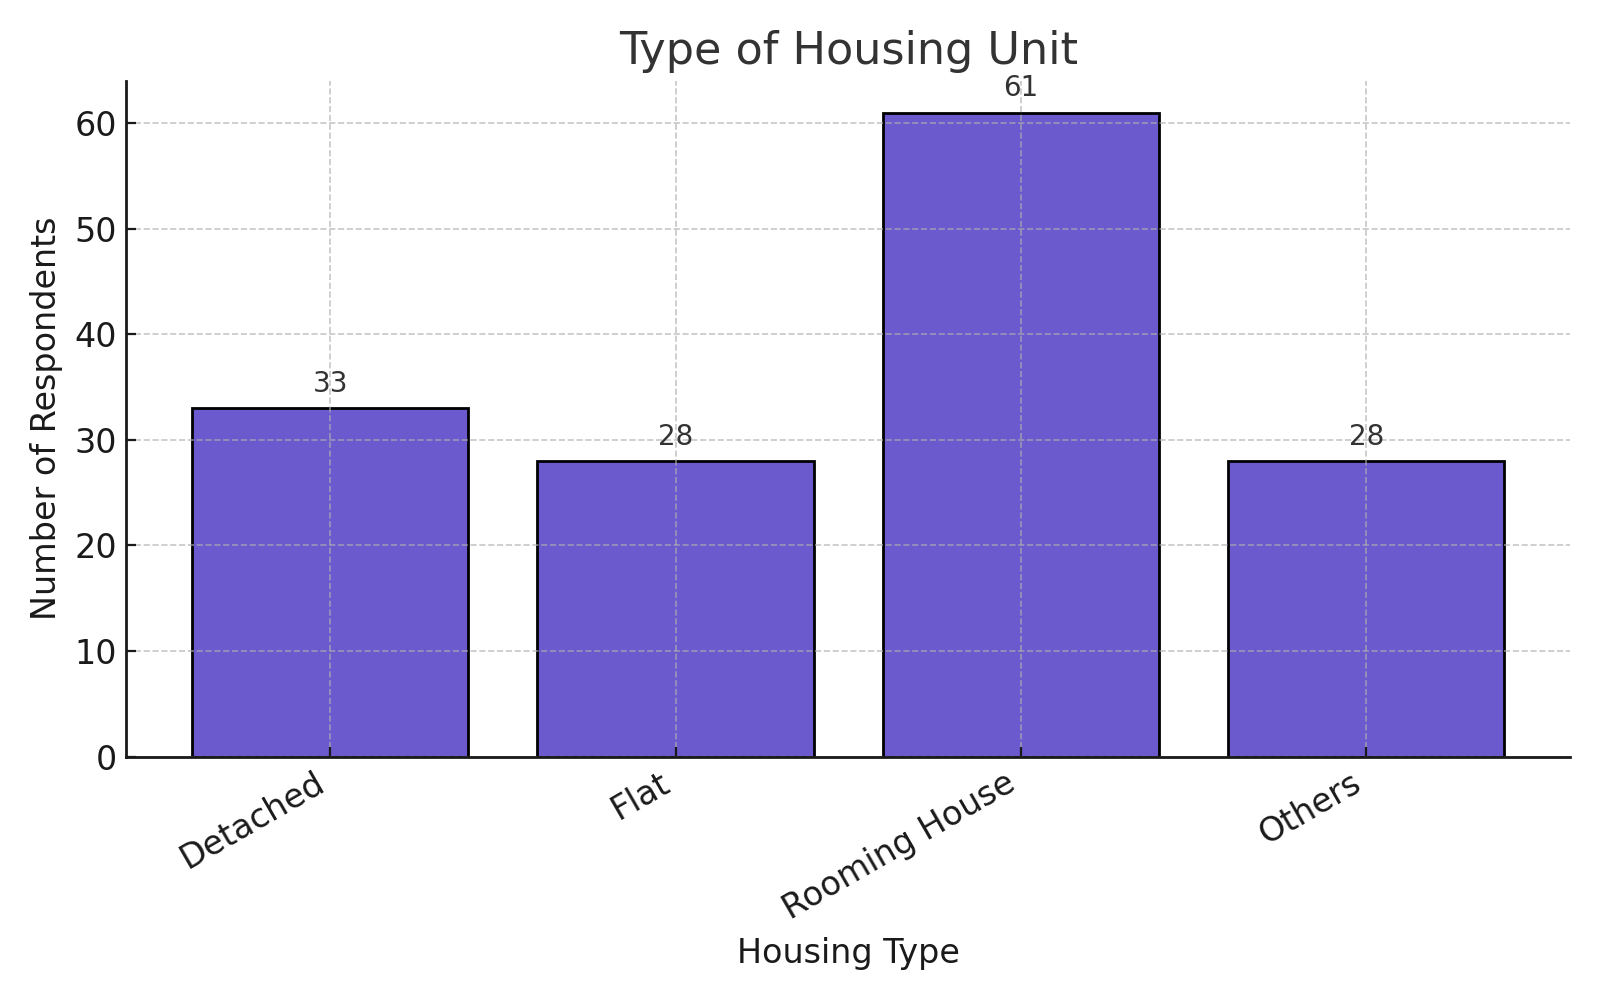 Type of Housing Unit
61
60
50
40
33
30
28
28
20
10
0
Number of Respondents
Detached
Flat
Rooming House
Others
Housing Type